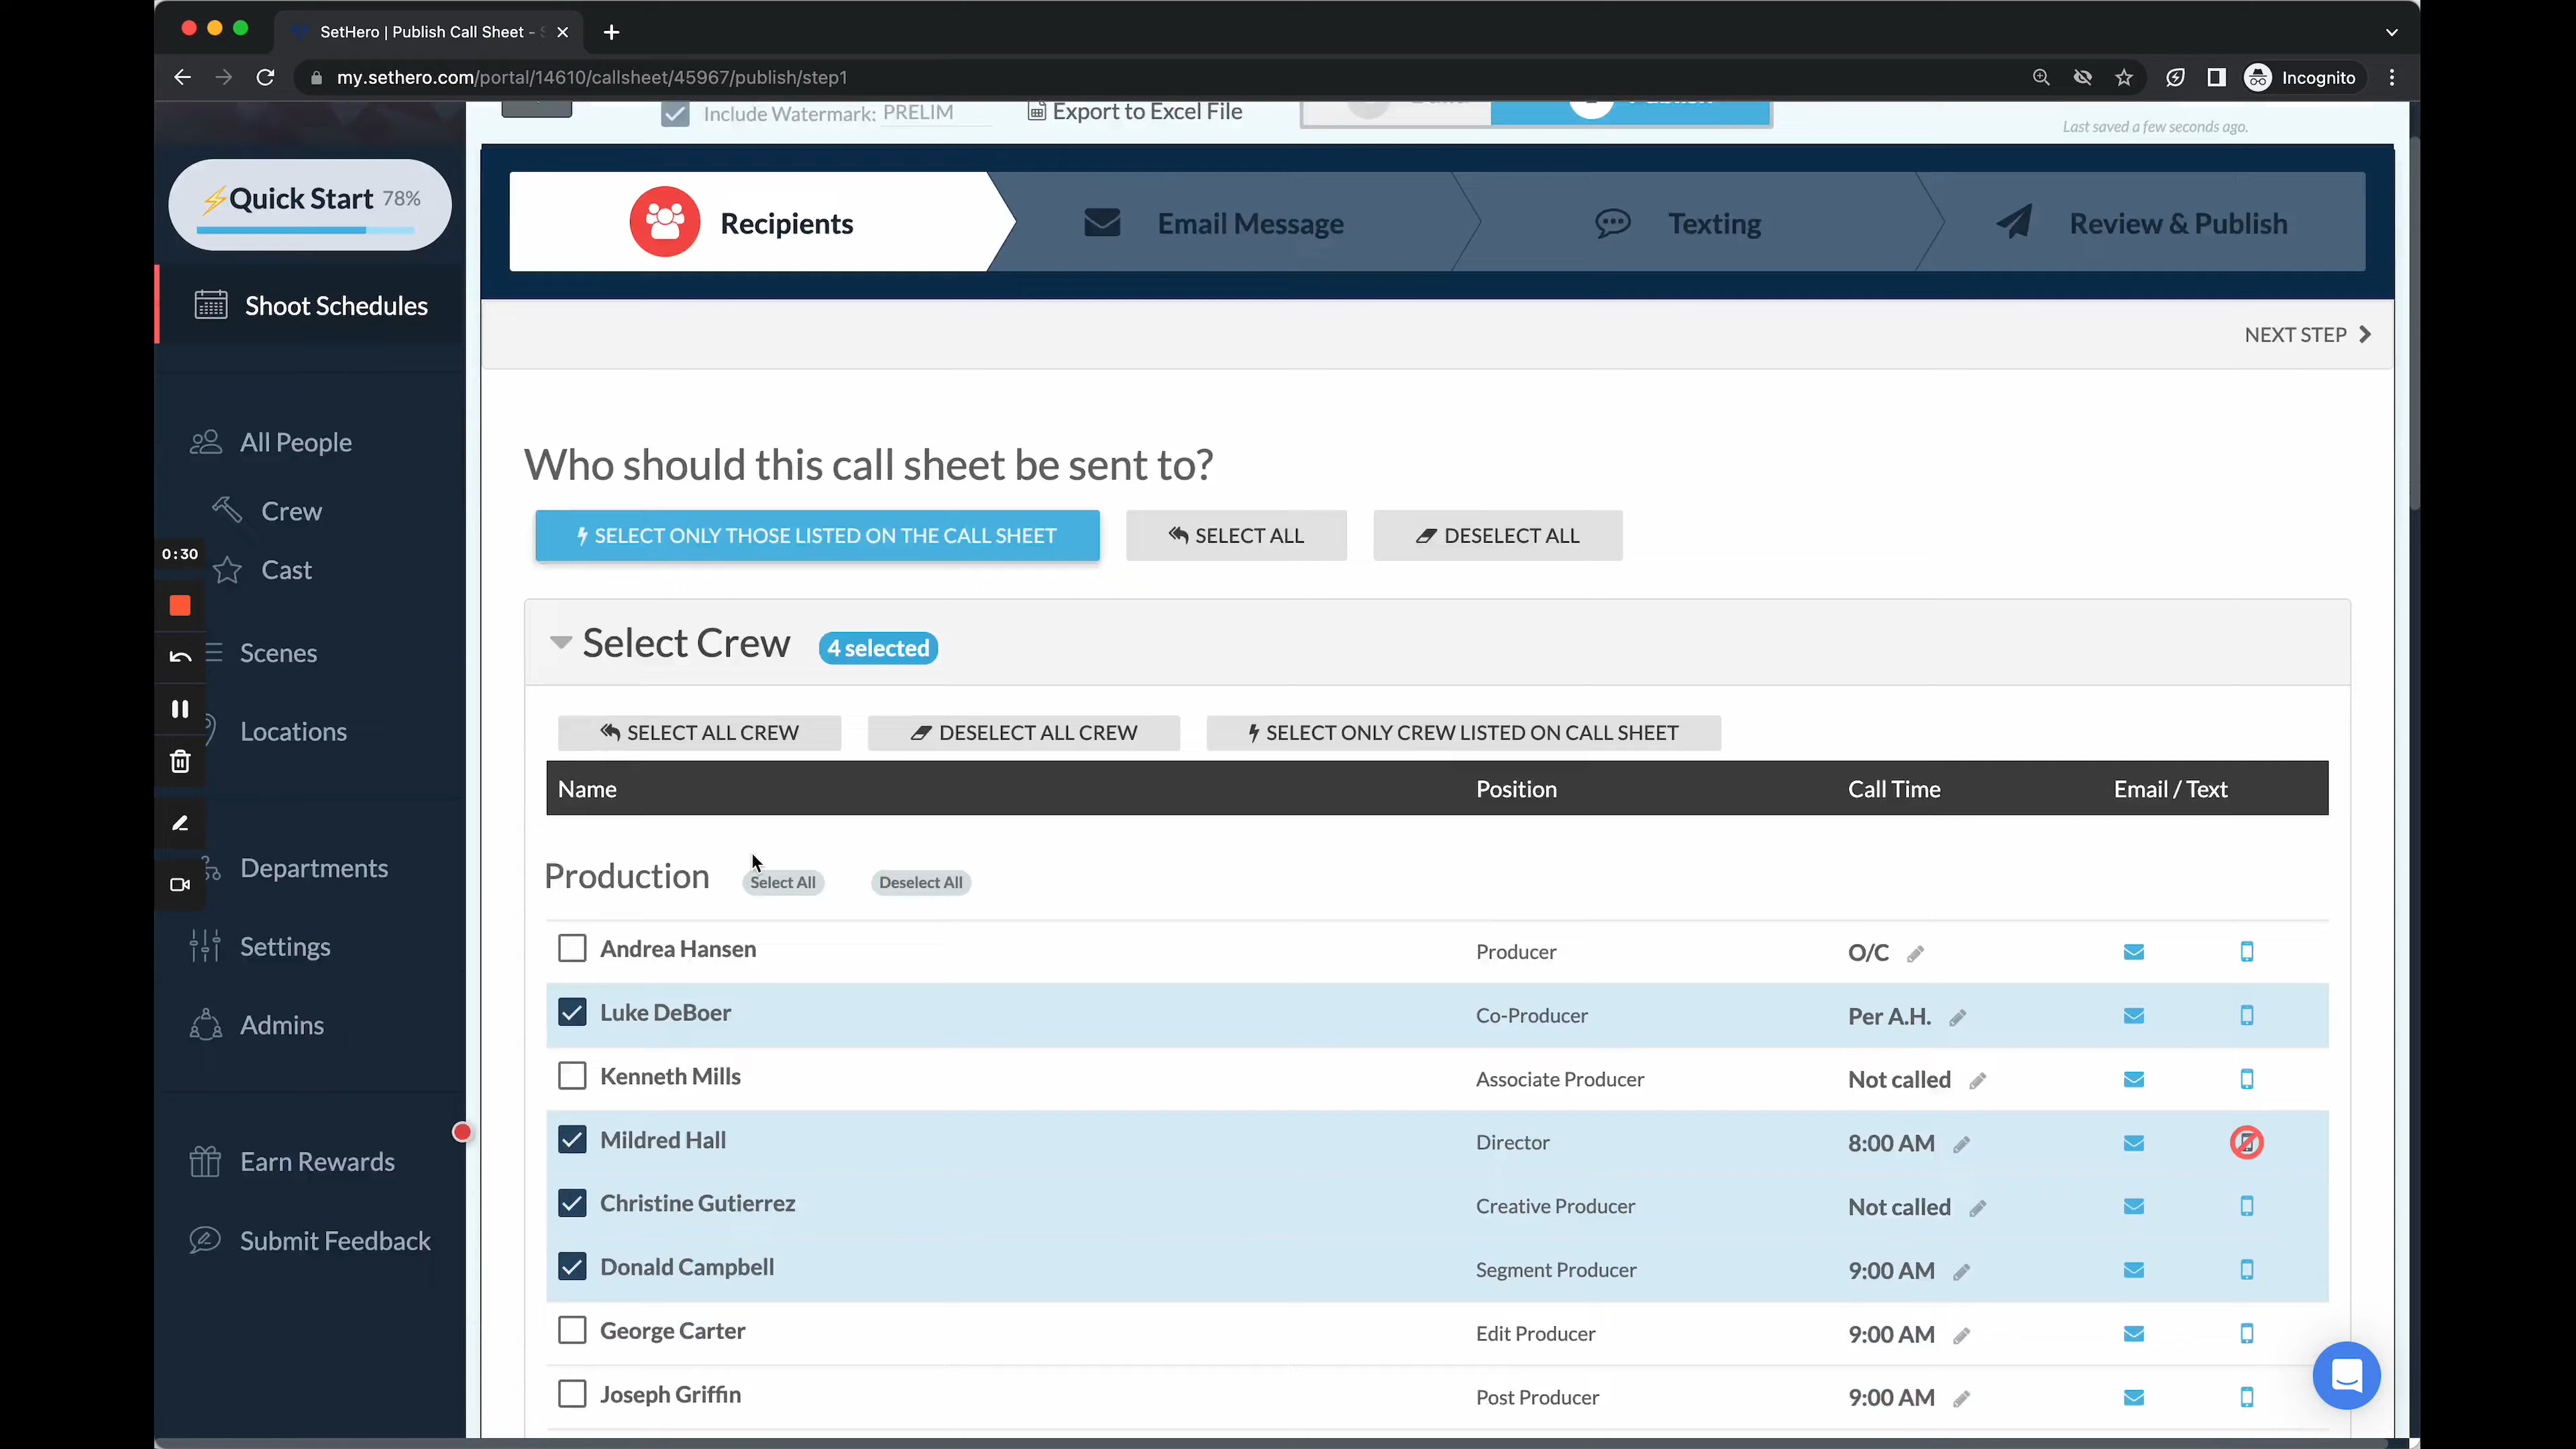 SetHero | Publish Call Sheet - S
my.sethero.com/portal/14610/callsheet/45967/publish/step1
Incognito
Include Watermark: PRELIM
Export to Excel File
Last saved a few seconds ago.
Quick Start 78%
Shoot Schedules
All People
Crew
Cast
Scenes
Locations
Departments
Settings
Admins
Earn Rewards
Submit Feedback
0:30
Recipients
Email Message
Texting
Review & Publish
NEXT STEP
Who should this call sheet be sent to?
SELECT ONLY THOSE LISTED ON THE CALL SHEET
SELECT ALL
DESELECT ALL
Select Crew 4 selected
SELECT ALL CREW
DESELECT ALL CREW
SELECT ONLY CREW LISTED ON CALL SHEET
Name Position Call Time Email / Text
Production Select All Deselect All
Andrea Hansen Producer O/C
Luke DeBoer Co-Producer Per A.H.
Kenneth Mills Associate Producer Not called
Mildred Hall Director 8:00 AM
Christine Gutierrez Creative Producer Not called
Donald Campbell Segment Producer 9:00 AM
George Carter Edit Producer 9:00 AM
Joseph Griffin Post Producer 9:00 AM